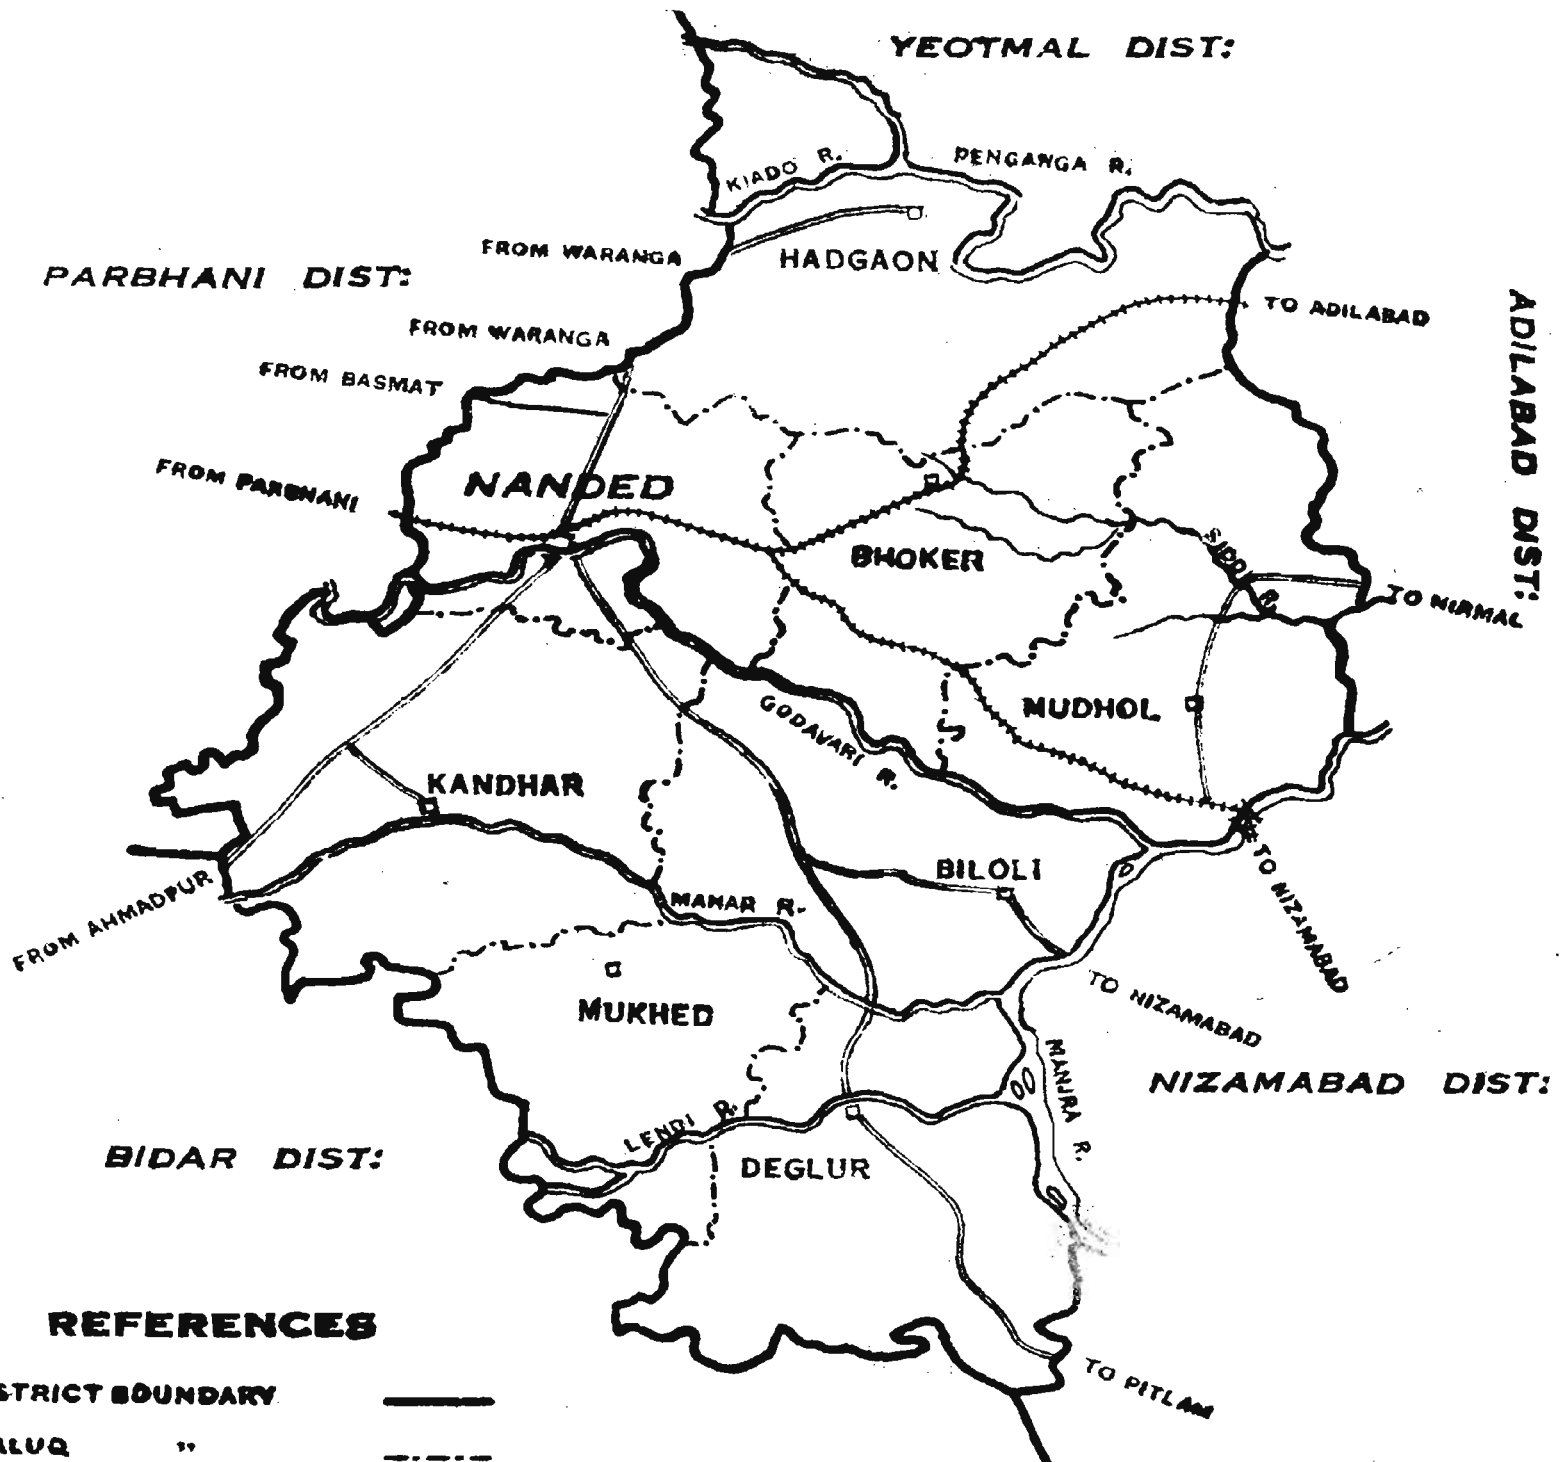 YEOTMAL DIST:
KIADO R.
PENGANGA R.
FROM WARANGA
HADGAON
PARBHANI DIST:
TO ADILABAD
ADILABAD DIST:
FROM WARANGA
FROM BASMAT
FROM PARBHANI
NANDED
BHOKER
SIDDI R.
TO NIRMAL
MUDHOL
GODAVARI R.
KANDHAR
BILOLI
TO NIZAMABAD
FROM AHMADPUR
MANAR R.
TO NIZAMABAD
MUKHED
MANJRA R.
NIZAMABAD DIST:
LENDI R.
BIDAR DIST:
DEGLUR
TO PITLAM
REFERENCES
STRICT BOUNDARY
ALUQ "